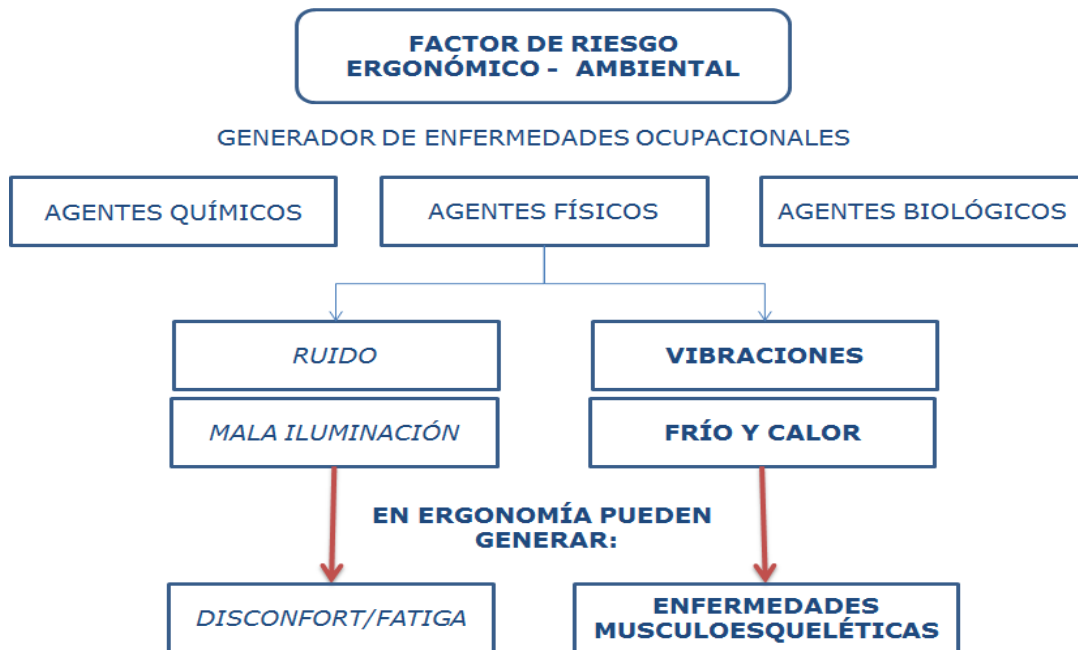 FACTOR DE RIESGO
ERGONÓMICO - AMBIENTAL
GENERADOR DE ENFERMEDADES OCUPACIONALES
AGENTES QUÍMICOS
AGENTES FÍSICOS
AGENTES BIOLÓGICOS
RUIDO
VIBRACIONES
MALA ILUMINACIÓN
FRÍO Y CALOR
EN ERGONOMÍA PUEDEN
GENERAR:
DISCONFORT/FATIGA
ENFERMEDADES
MUSCULOESQUELÉTICAS